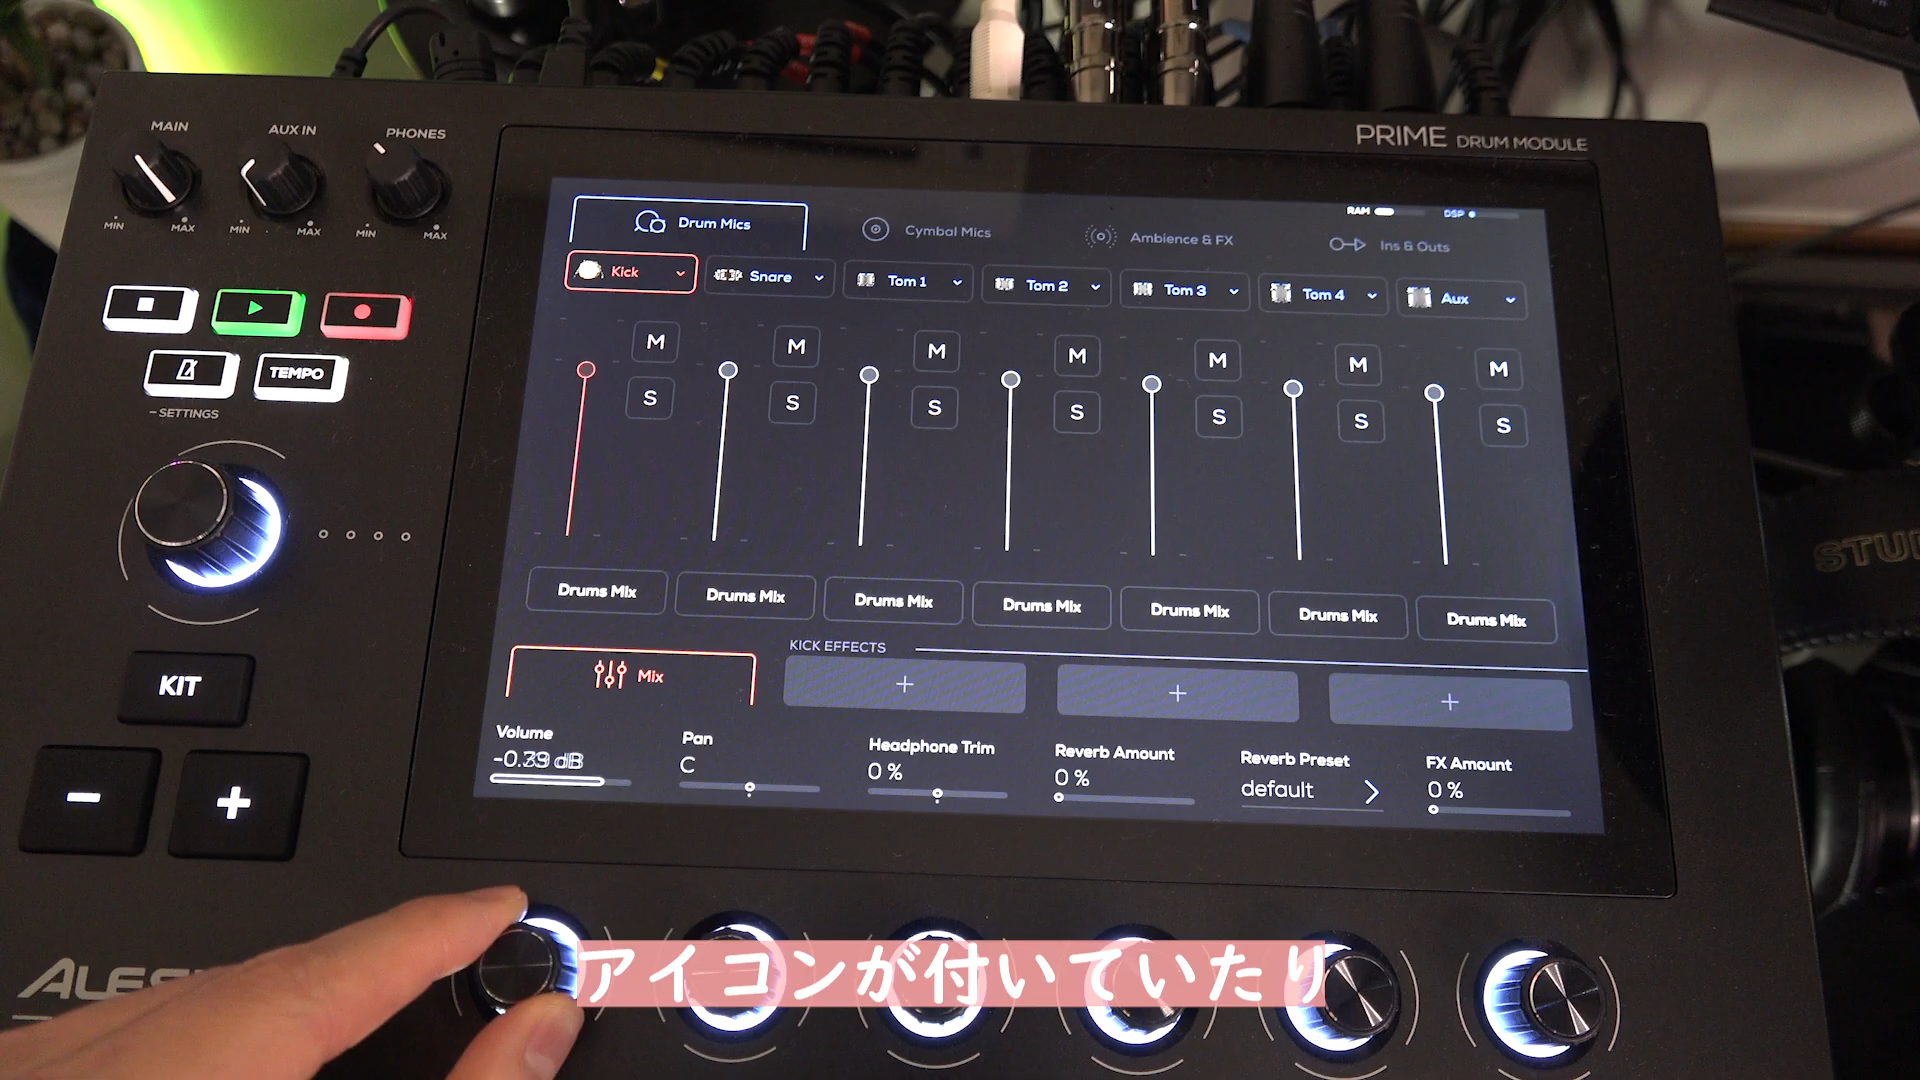 MAIN
AUX IN
PHONES
MIN MAX
MIN MAX
MIN MAX
PRIME DRUM MODULE
RAM
DSP
Drum Mics
Cymbal Mics
Ambience & FX
Ins & Outs
Kick
Snare
Tom 1
Tom 2
Tom 3
Tom 4
Aux
M M M M M M M
S S S S S S S
TEMPO
SETTINGS
Drums Mix
Drums Mix
Drums Mix
Drums Mix
Drums Mix
Drums Mix
Drums Mix
KICK EFFECTS
Mix
+ + +
KIT
- +
Volume
Pan
C
Headphone Trim
0 %
Reverb Amount
0 %
Reverb Preset
default
FX Amount
0 %
アイコンが付いていたり